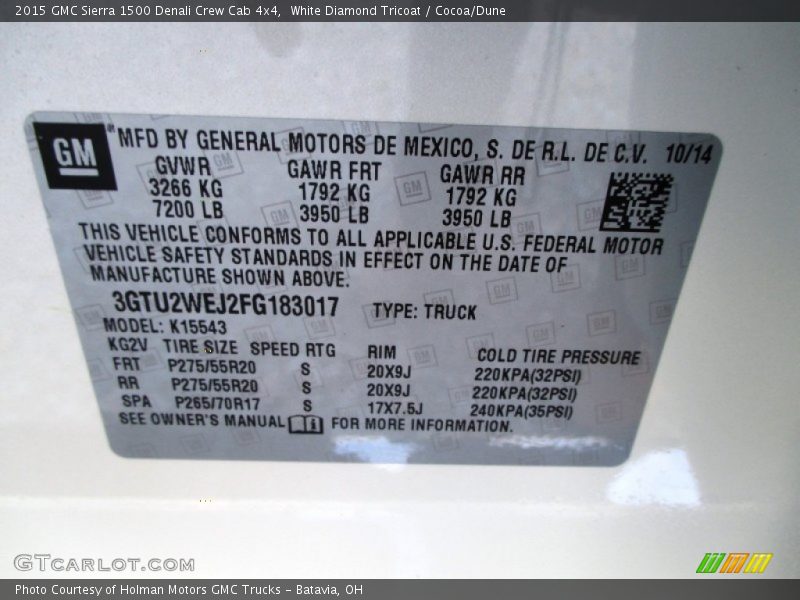 2015 GMC Sierra 1500 Denali Crew Cab 4x4,  White Diamond Tricoat / Cocoa/Dune
GM MFD BY GENERAL MOTORS DE MEXICO, S. DE R.L. DE C.V. 10/14
GVWR GAWR FRT GAWR RR
3266 KG 1792 KG 1792 KG
7200 LB 3950 LB 3950 LB
THIS VEHICLE CONFORMS TO ALL APPLICABLE U.S. FEDERAL MOTOR
VEHICLE SAFETY STANDARDS IN EFFECT ON THE DATE OF
MANUFACTURE SHOWN ABOVE.
3GTU2WEJ2FG183017 TYPE: TRUCK
MODEL: K15543
KG2V TIRE SIZE SPEED RTG RIM COLD TIRE PRESSURE
FRT P275/55R20 S 20X9J 220KPA(32PSI)
RR P275/55R20 S 20X9J 220KPA(32PSI)
SPA P265/70R17 S 17X7.5J 240KPA(35PSI)
SEE OWNER'S MANUAL FOR MORE INFORMATION.
GTCARLOT.COM
Photo Courtesy of Holman Motors GMC Trucks - Batavia, OH